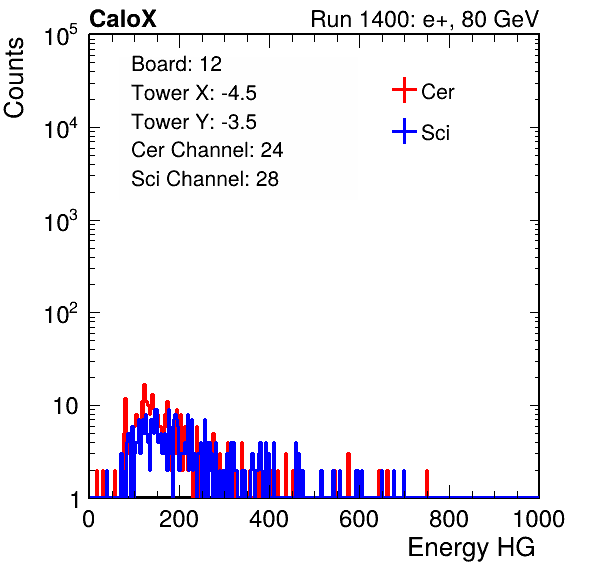 CaloX Run 1400: e+, 80 GeV
Counts
10^5
10^4
10^3
10^2
10
1
Board: 12
Tower X: -4.5
Tower Y: -3.5
Cer Channel: 24
Sci Channel: 28
Cer
Sci
0 200 400 600 800 1000
Energy HG